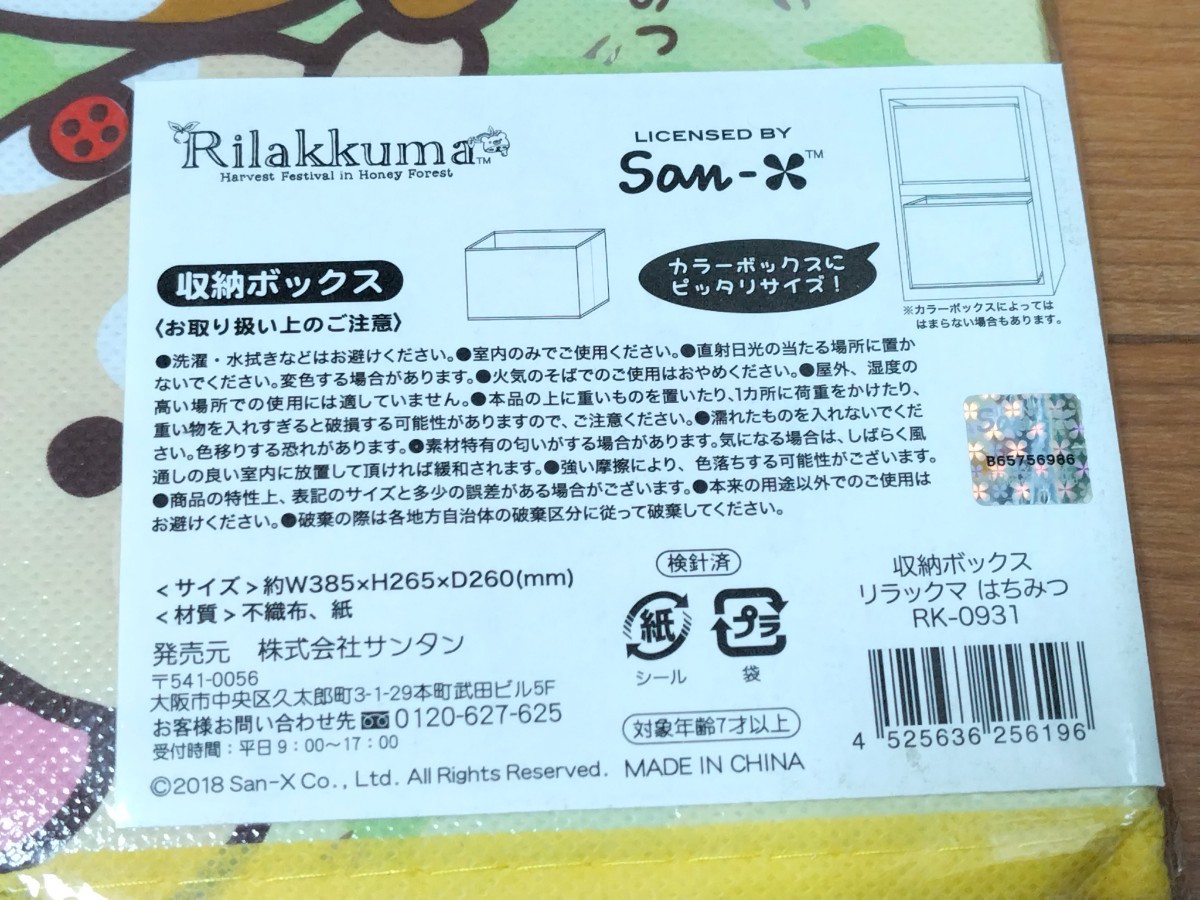 みつ
Rilakkuma™
Harvest Festival in Honey Forest
LICENSED BY
San-X™
収納ボックス
カラーボックスに
ピッタリサイズ!
※カラーボックスによっては
はまらない場合もあります。
〈お取り扱い上のご注意〉
●洗濯・水拭きなどはお避けください。●室内のみでご使用ください。●直射日光の当たる場所に置か
ないでください。変色する場合があります。●火気のそばでのご使用はおやめください。●屋外、湿度の
高い場所での使用には適していません。●本品の上に重いものを置いたり、1カ所に荷重をかけたり、
重い物を入れすぎると破損する可能性がありますので、ご注意ください。●濡れたものを入れないでくだ
さい。色移りする恐れがあります。●素材特有の匂いがする場合があります。気になる場合は、しばらく風
通しの良い室内に放置して頂ければ緩和されます。●強い摩擦により、色落ちする可能性がございます。
●商品の特性上、表記のサイズと多少の誤差がある場合がございます。●本来の用途以外でのご使用は
お避けください。●破棄の際は各地方自治体の破棄区分に従って破棄してください。
B65756986
<サイズ>約W385×H265×D260(mm)
<材質>不織布、紙
発売元 株式会社サンタン
〒541-0056
大阪市中央区久太郎町3-1-29本町武田ビル5F
お客様お問い合わせ先 0120-627-625
受付時間:平日9:00~17:00
©2018 San-X Co., Ltd. All Rights Reserved.
検針済
紙
シール
プラ
袋
対象年齢7才以上
MADE IN CHINA
収納ボックス
リラックマ はちみつ
RK-0931
4 525636 256196